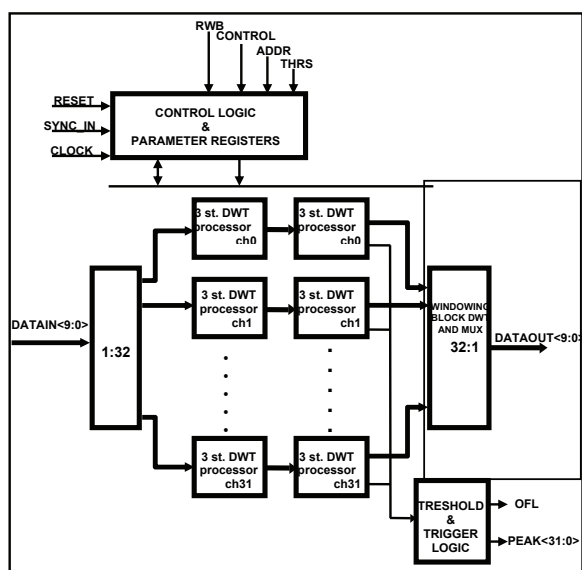 RWB
CONTROL
ADDR
THRS
RESET
SYNC_IN
CLOCK
CONTROL LOGIC
&
PARAMETER REGISTERS
3 st. DWT
processor
ch0
3 st. DWT
processor
ch0
3 st. DWT
processor
ch1
3 st. DWT
processor
ch1
DATAIN<9:0>
1:32
WINDOWING
BLOCK DWT
AND MUX
32:1
DATAOUT<9:0>
3 st. DWT
processor
ch31
3 st. DWT
processor
ch31
TRESHOLD
&
TRIGGER
LOGIC
OFL
PEAK<31:0>